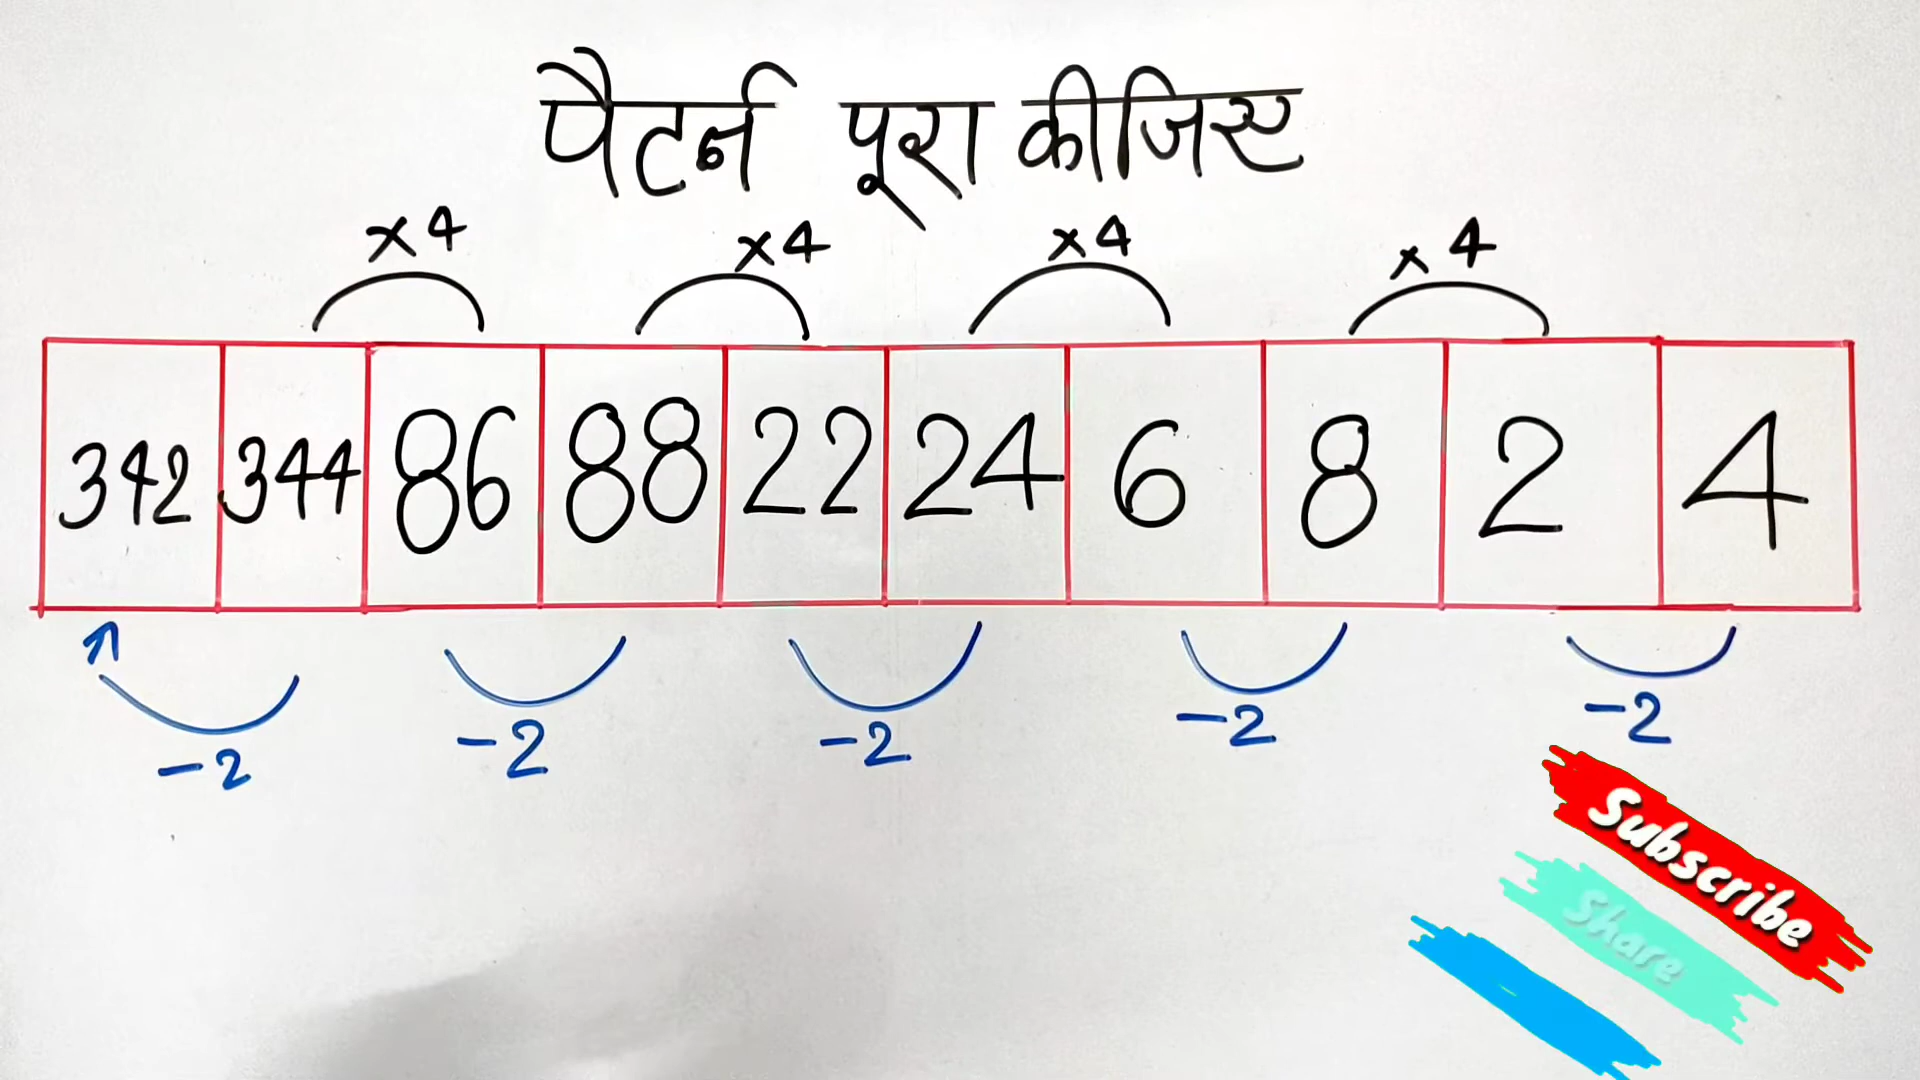 पैटर्न पूरा कीजिए
×4 ×4 ×4 ×4
342 344 86 88 22 24 6 8 2 4
-2 -2 -2 -2 -2
Subscribe
Share